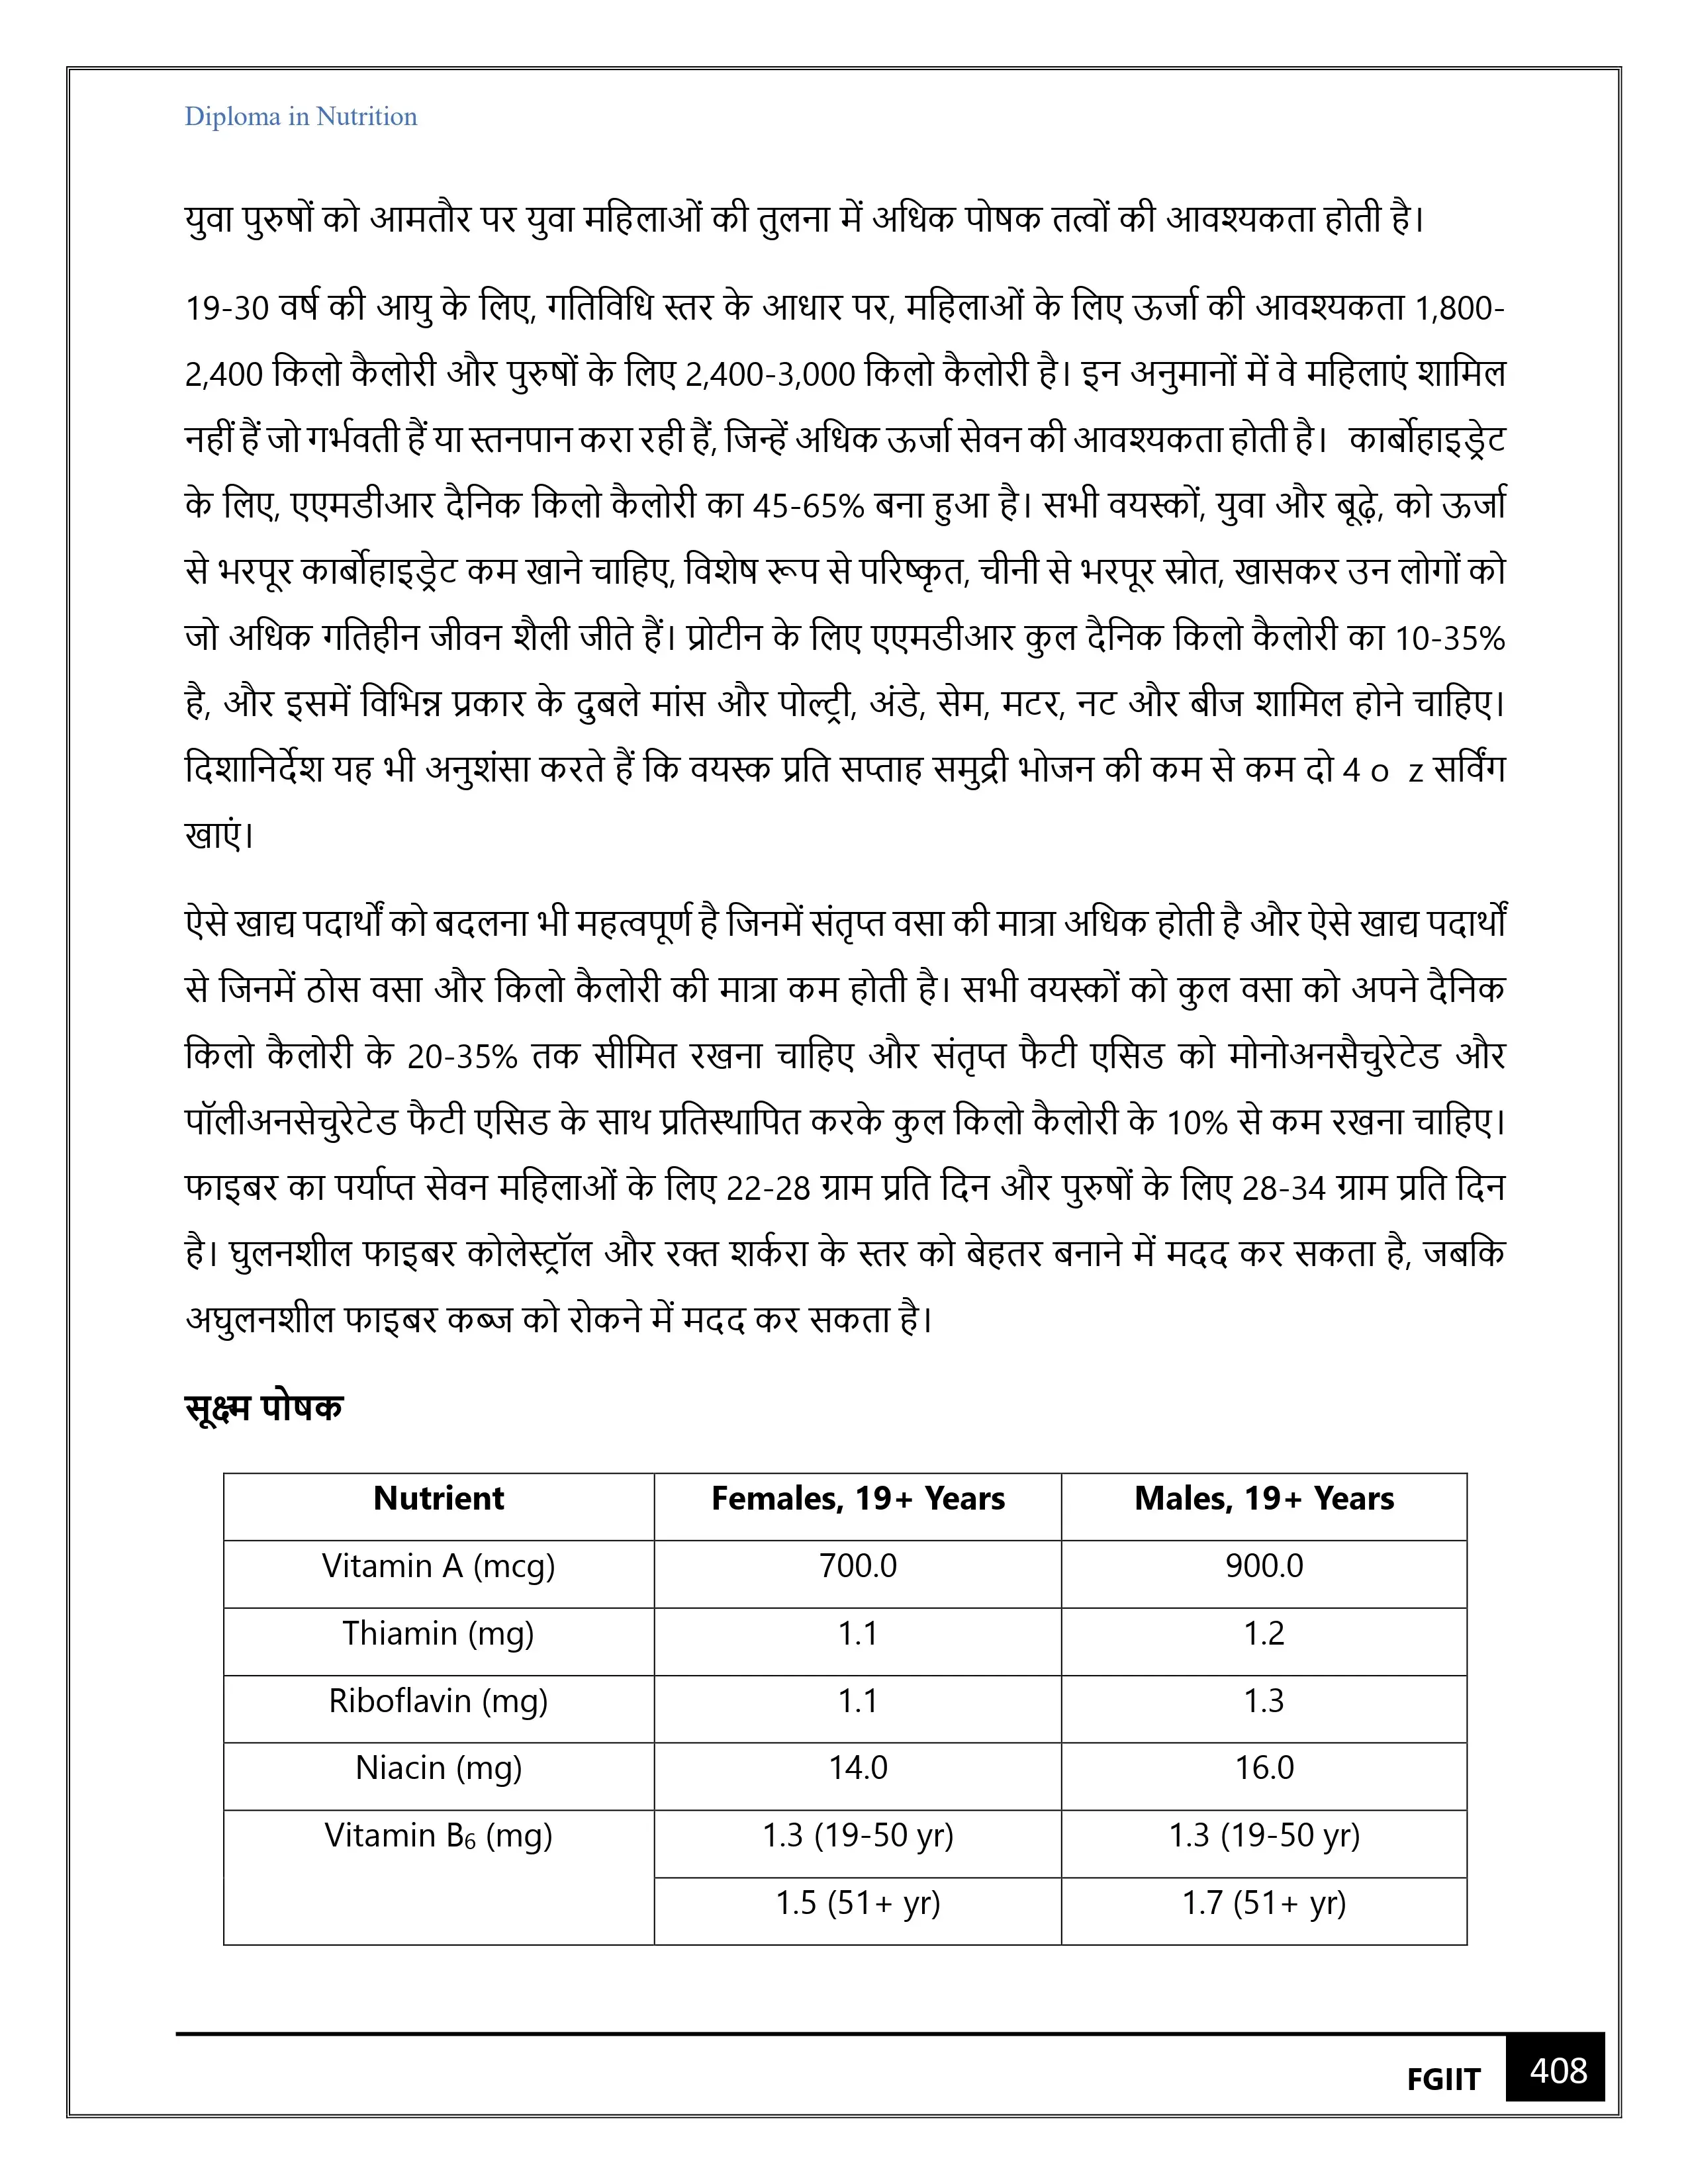 Diploma in Nutrition
युवा पुरुषों को आमतौर पर युवा महिलाओं की तुलना में अधिक पोषक तत्वों की आवश्यकता होती है।
19-30 वर्ष की आयु के लिए, गतिविधि स्तर के आधार पर, महिलाओं के लिए ऊर्जा की आवश्यकता 1,800-
2,400 किलो कैलोरी और पुरुषों के लिए 2,400-3,000 किलो कैलोरी है। इन अनुमानों में वे महिलाएं शामिल
नहीं हैं जो गर्भवती हैं या स्तनपान करा रही हैं, जिन्हें अधिक ऊर्जा सेवन की आवश्यकता होती है। कार्बोहाइड्रेट
के लिए, एएमडीआर दैनिक किलो कैलोरी का 45-65% बना हुआ है। सभी वयस्कों, युवा और बूढ़े, को ऊर्जा
से भरपूर कार्बोहाइड्रेट कम खाने चाहिए, विशेष रूप से परिष्कृत, चीनी से भरपूर स्रोत, खासकर उन लोगों को
जो अधिक गतिहीन जीवन शैली जीते हैं। प्रोटीन के लिए एएमडीआर कुल दैनिक किलो कैलोरी का 10-35%
है, और इसमें विभिन्न प्रकार के दुबले मांस और पोल्ट्री, अंडे, सेम, मटर, नट और बीज शामिल होने चाहिए।
दिशानिर्देश यह भी अनुशंसा करते हैं कि वयस्क प्रति सप्ताह समुद्री भोजन की कम से कम दो 4 o z सर्विंग
खाएं।
ऐसे खाद्य पदार्थों को बदलना भी महत्वपूर्ण है जिनमें संतृप्त वसा की मात्रा अधिक होती है और ऐसे खाद्य पदार्थों
से जिनमें ठोस वसा और किलो कैलोरी की मात्रा कम होती है। सभी वयस्कों को कुल वसा को अपने दैनिक
किलो कैलोरी के 20-35% तक सीमित रखना चाहिए और संतृप्त फैटी एसिड को मोनोअनसैचुरेटेड और
पॉलीअनसेचुरेटेड फैटी एसिड के साथ प्रतिस्थापित करके कुल किलो कैलोरी के 10% से कम रखना चाहिए।
फाइबर का पर्याप्त सेवन महिलाओं के लिए 22-28 ग्राम प्रति दिन और पुरुषों के लिए 28-34 ग्राम प्रति दिन
है। घुलनशील फाइबर कोलेस्ट्रॉल और रक्त शर्करा के स्तर को बेहतर बनाने में मदद कर सकता है, जबकि
अघुलनशील फाइबर कब्ज को रोकने में मदद कर सकता है।
सूक्ष्म पोषक
Nutrient Females, 19+ Years Males, 19+ Years
Vitamin A (mcg) 700.0 900.0
Thiamin (mg) 1.1 1.2
Riboflavin (mg) 1.1 1.3
Niacin (mg) 14.0 16.0
Vitamin B₆ (mg) 1.3 (19-50 yr) 1.3 (19-50 yr)
1.5 (51+ yr) 1.7 (51+ yr)
FGIIT 408